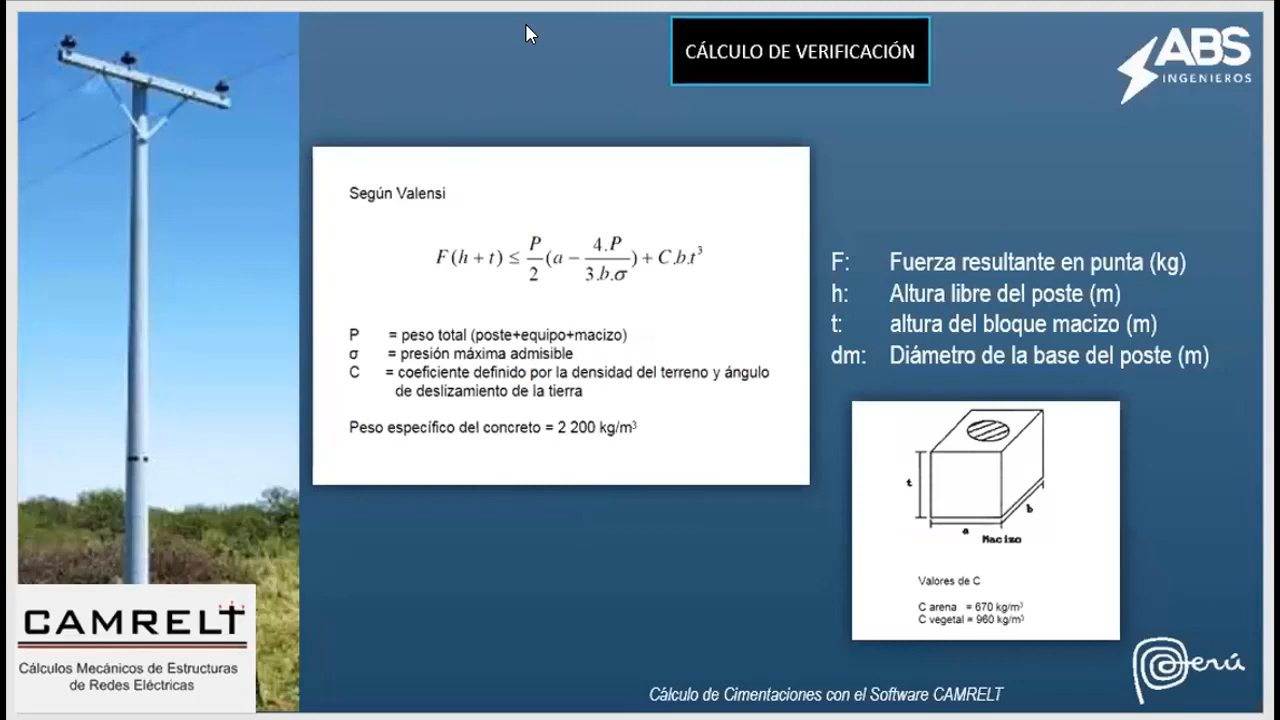 CÁLCULO DE VERIFICACIÓN
ABS
INGENIEROS
Según Valensi
F(h + t) ≤ P/2 (a − 4.P/3.b.σ) + C.b.t³
P = peso total (poste+equipo+macizo)
σ = presión máxima admisible
C = coeficiente definido por la densidad del terreno y ángulo
de deslizamiento de la tierra
Peso específico del concreto = 2 200 kg/m³
F: Fuerza resultante en punta (kg)
h: Altura libre del poste (m)
t: altura del bloque macizo (m)
dm: Diámetro de la base del poste (m)
t
b
a
Macizo
Valores de C
C arena = 670 kg/m³
C vegetal = 960 kg/m³
CAMRELT
Cálculos Mecánicos de Estructuras
de Redes Eléctricas
Cálculo de Cimentaciones con el Software CAMRELT
Perú